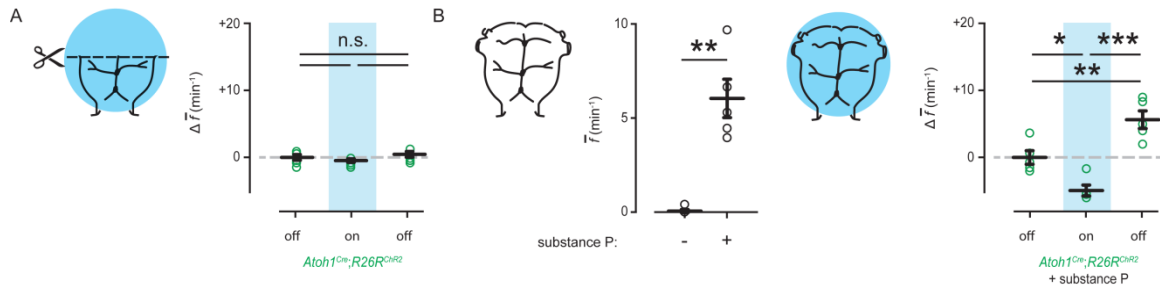 A
B
+20
+10
0
Δ f̄ (min⁻¹)
n.s.
off
on
off
Atoh1ᶜʳᵉ;R26Rᶜʰᴿ²
10
5
0
f̄ (min⁻¹)
**
substance P:
-
+
+20
+10
0
Δ f̄ (min⁻¹)
*
***
**
off
on
off
Atoh1ᶜʳᵉ;R26Rᶜʰᴿ²
+ substance P